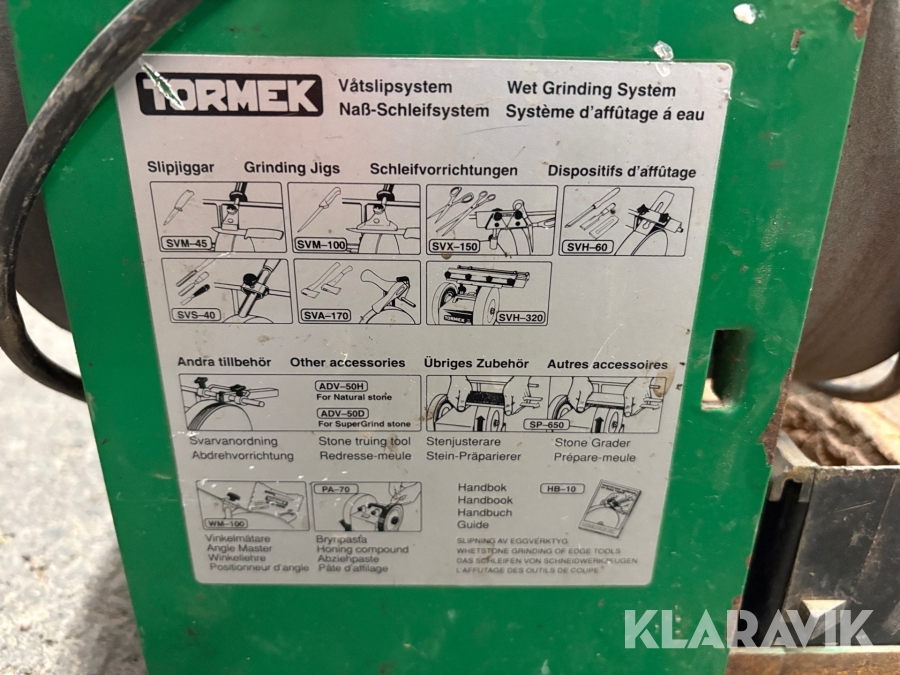 TORMEK
Våtslipsystem Wet Grinding System
Naß-Schleifsystem Système d'affûtage á eau
Slipjiggar Grinding Jigs Schleifvorrichtungen Dispositifs d'affûtage
SVM-45 SVM-100 SVX-150 SVH-60
SVS-40 SVA-170 TORMEK SVH-320
Andra tillbehör Other accessories Übriges Zubehör Autres accessoires
ADV-50H
For Natural stone
ADV-50D
For SuperGrind stone
SP-650
Svarvanordning Stone truing tool Stenjusterare Stone Grader
Abdrehvorrichtung Redresse-meule Stein-Präparierer Prépare-meule
WM-100 PA-70
Handbok HB-10
Handbook
Handbuch
Guide
Vinkelmätare Brynpasta SLIPNING AV EGGVERKTYG
Angle Master Honing compound WHETSTONE GRINDING OF EDGE TOOLS
Winkellehre Abziehpaste DAS SCHLEIFEN VON SCHNEIDWERKZEUGEN
Positionneur d'angle Pâte d'affilage L'AFFUTAGE DES OUTILS DE COUPE
KLARAVIK